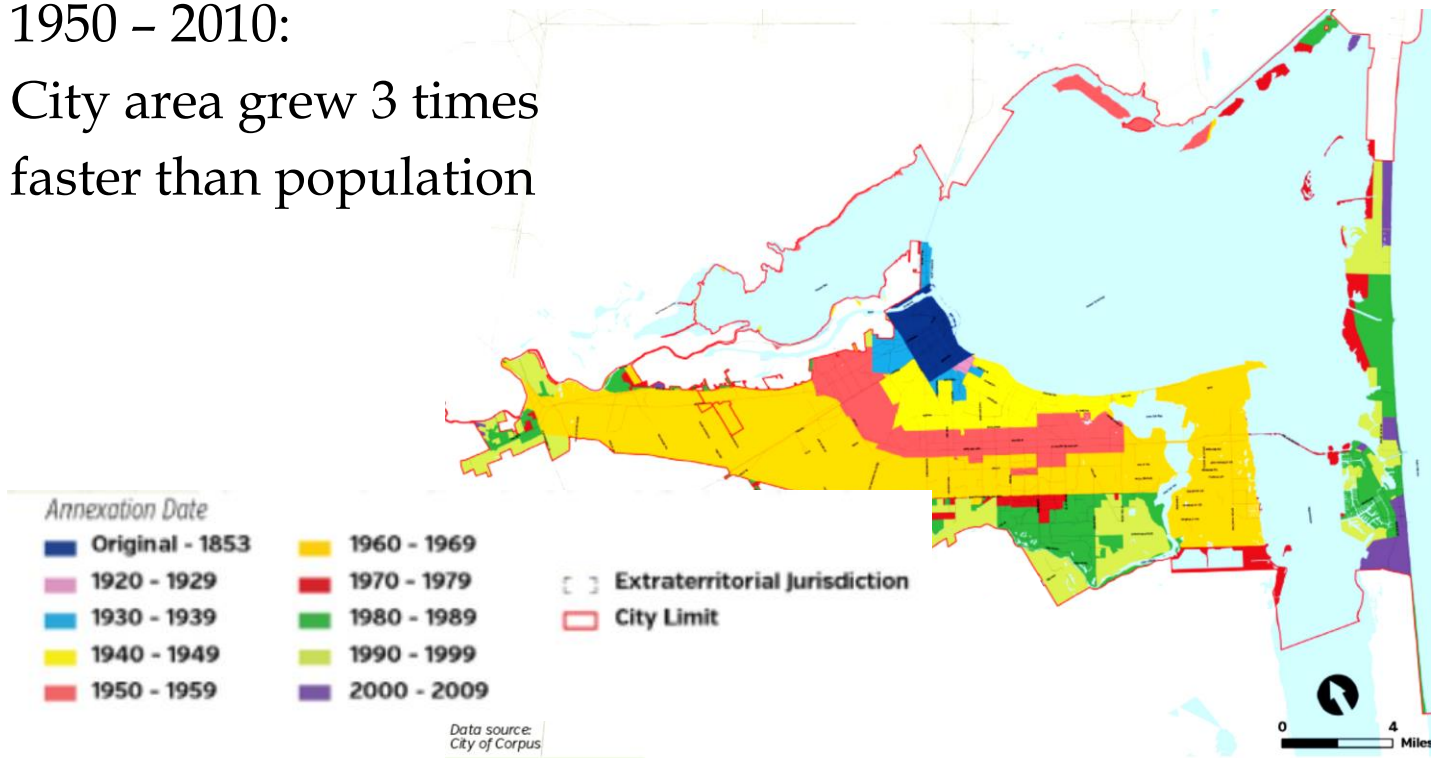 1950 – 2010:
City area grew 3 times
faster than population
Annexation Date
Original - 1853
1920 - 1929
1930 - 1939
1940 - 1949
1950 - 1959
1960 - 1969
1970 - 1979
1980 - 1989
1990 - 1999
2000 - 2009
Extraterritorial Jurisdiction
City Limit
Data source:
City of Corpus
0 4
Miles